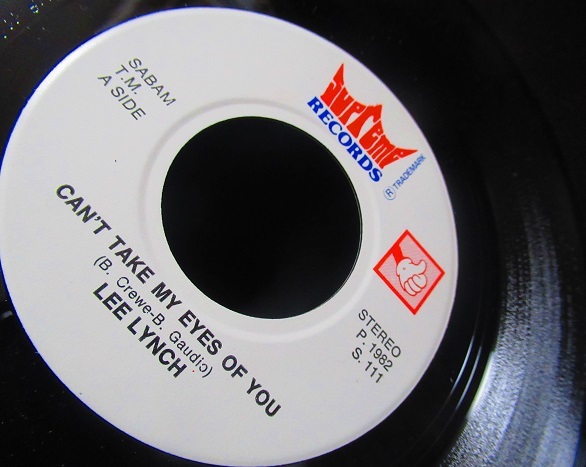 SABAM
T.M.
A SIDE
SUPREME
RECORDS
® TRADEMARK
STEREO
P. 1982
S. 111
CAN'T TAKE MY EYES OF YOU
(B. Crewe-B. Gaudio)
LEE LYNCH